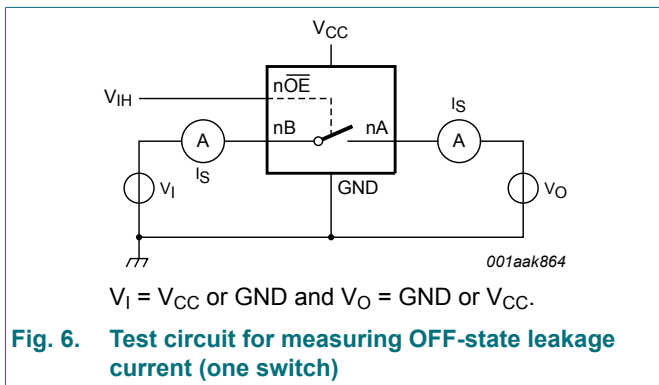 VCC
nOE
VIH
IS
nB
nA
A
A
IS
VI
GND
VO
001aak864
VI = VCC or GND and VO = GND or VCC.
Fig. 6. Test circuit for measuring OFF-state leakage
current (one switch)